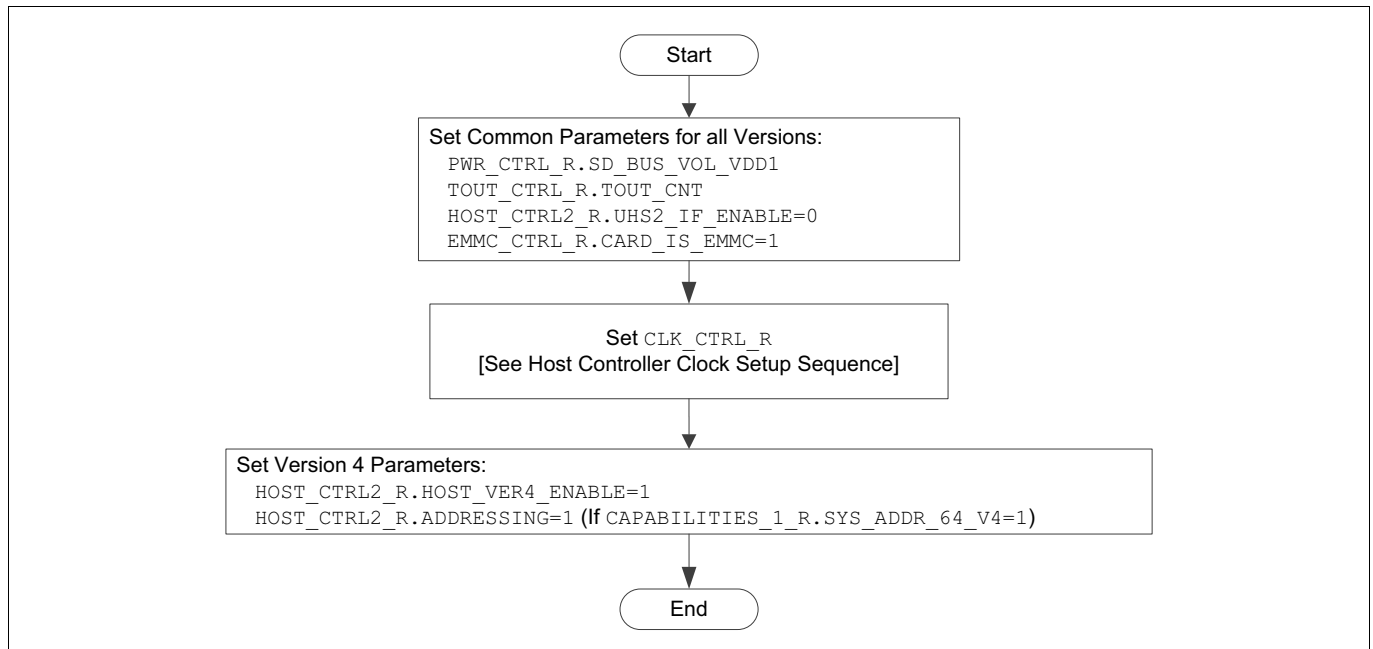 Start
Set Common Parameters for all Versions:
PWR_CTRL_R.SD_BUS_VOL_VDD1
TOUT_CTRL_R.TOUT_CNT
HOST_CTRL2_R.UHS2_IF_ENABLE=0
EMMC_CTRL_R.CARD_IS_EMMC=1
Set CLK_CTRL_R
[See Host Controller Clock Setup Sequence]
Set Version 4 Parameters:
HOST_CTRL2_R.HOST_VER4_ENABLE=1
HOST_CTRL2_R.ADDRESSING=1 (If CAPABILITIES_1_R.SYS_ADDR_64_V4=1)
End